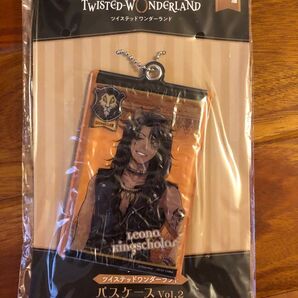 TWISTED-WONDERLAND
ツイステッドワンダーランド
Leona
Kingscholar
ツイステッドワンダーランド
パスケース Vol.2